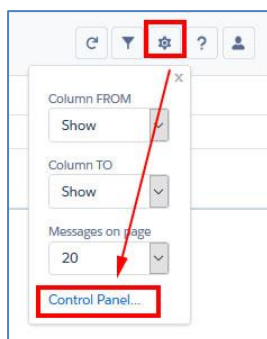 ?
x
Column FROM
Show
Column TO
Show
Messages on page
20
Control Panel...